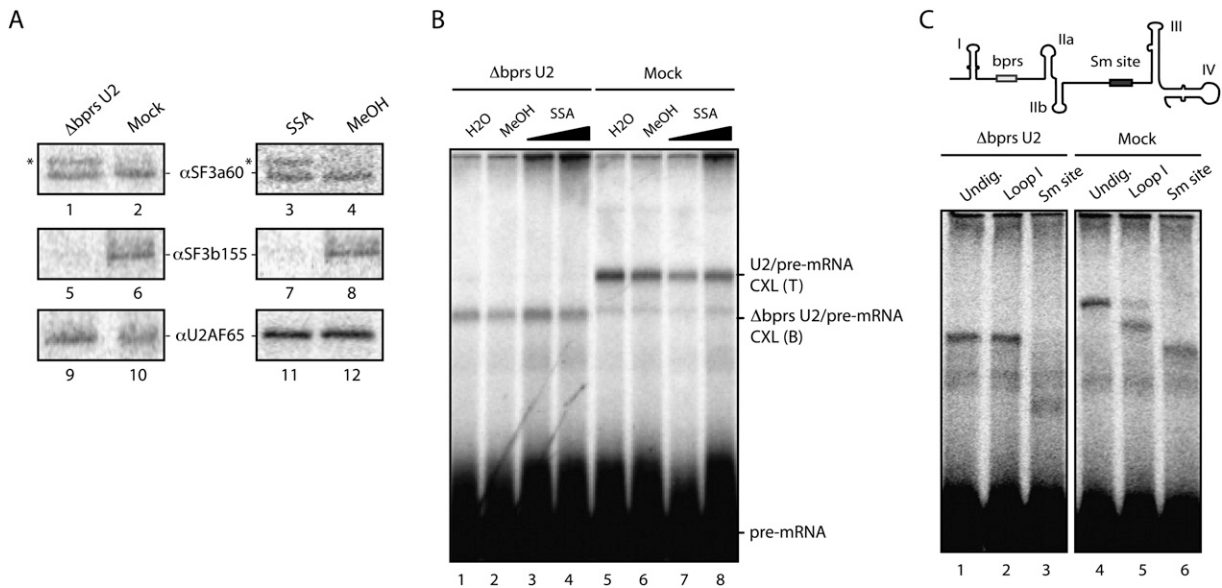 A
Δbprs U2 Mock
SSA MeOH
*
αSF3a60
*
1 2 3 4
αSF3b155
5 6 7 8
αU2AF65
9 10 11 12
B
Δbprs U2 Mock
H2O MeOH SSA H2O MeOH SSA
U2/pre-mRNA
CXL (T)
Δbprs U2/pre-mRNA
CXL (B)
pre-mRNA
1 2 3 4 5 6 7 8
C
I
bprs
IIa
IIb
Sm site
III
IV
Δbprs U2 Mock
Undig. Loop I Sm site Undig. Loop I Sm site
1 2 3 4 5 6